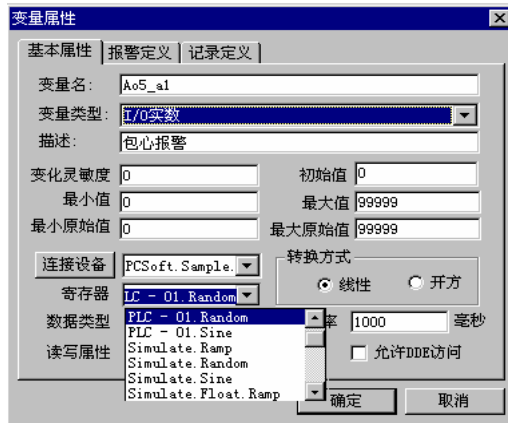 变量属性
基本属性 报警定义 记录定义
变量名: Ao5_a1
变量类型: I/O实数
描述: 包心报警
变化灵敏度 0 初始值 0
最小值 0 最大值 99999
最小原始值 0 最大原始值 99999
连接设备 PCSoft.Sample. 转换方式
寄存器 LC - 01.Random 线性 开方
数据类型 PLC - 01.Random 率 1000 毫秒
PLC - 01.Sine
读写属性 Simulate.Ramp 允许DDE访问
Simulate.Random
Simulate.Sine
Simulate.Float.Ramp 确定 取消